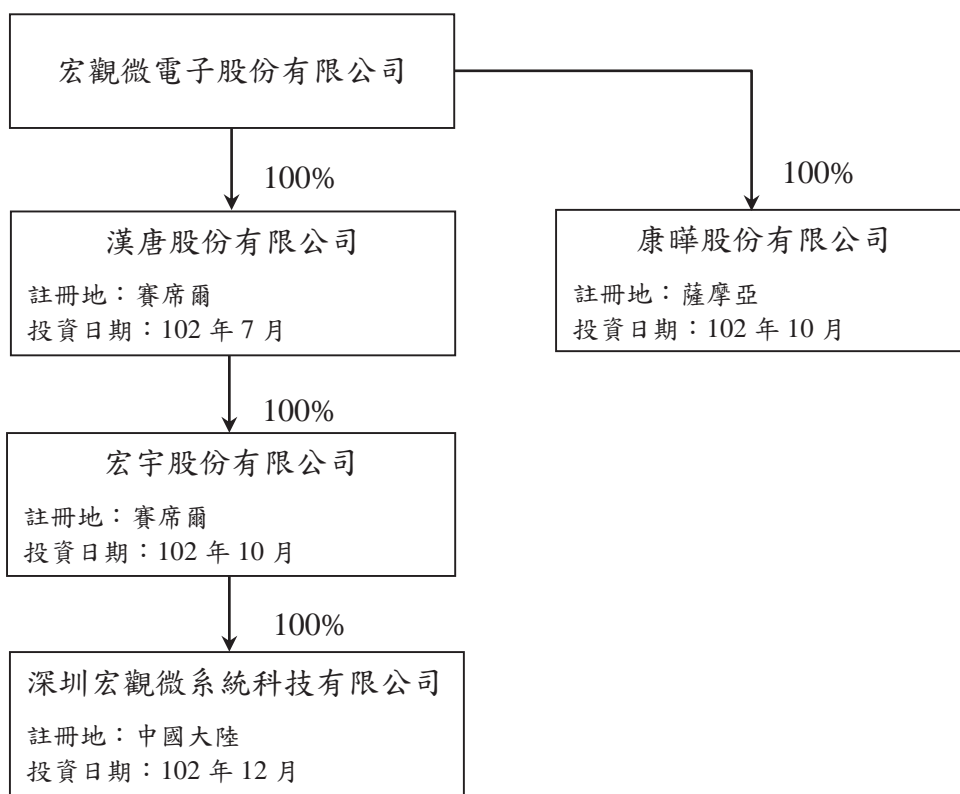 宏觀微電子股份有限公司
100%
100%
漢唐股份有限公司
註冊地：賽席爾
投資日期：102 年 7 月
康曄股份有限公司
註冊地：薩摩亞
投資日期：102 年 10 月
100%
宏宇股份有限公司
註冊地：賽席爾
投資日期：102 年 10 月
100%
深圳宏觀微系統科技有限公司
註冊地：中國大陸
投資日期：102 年 12 月